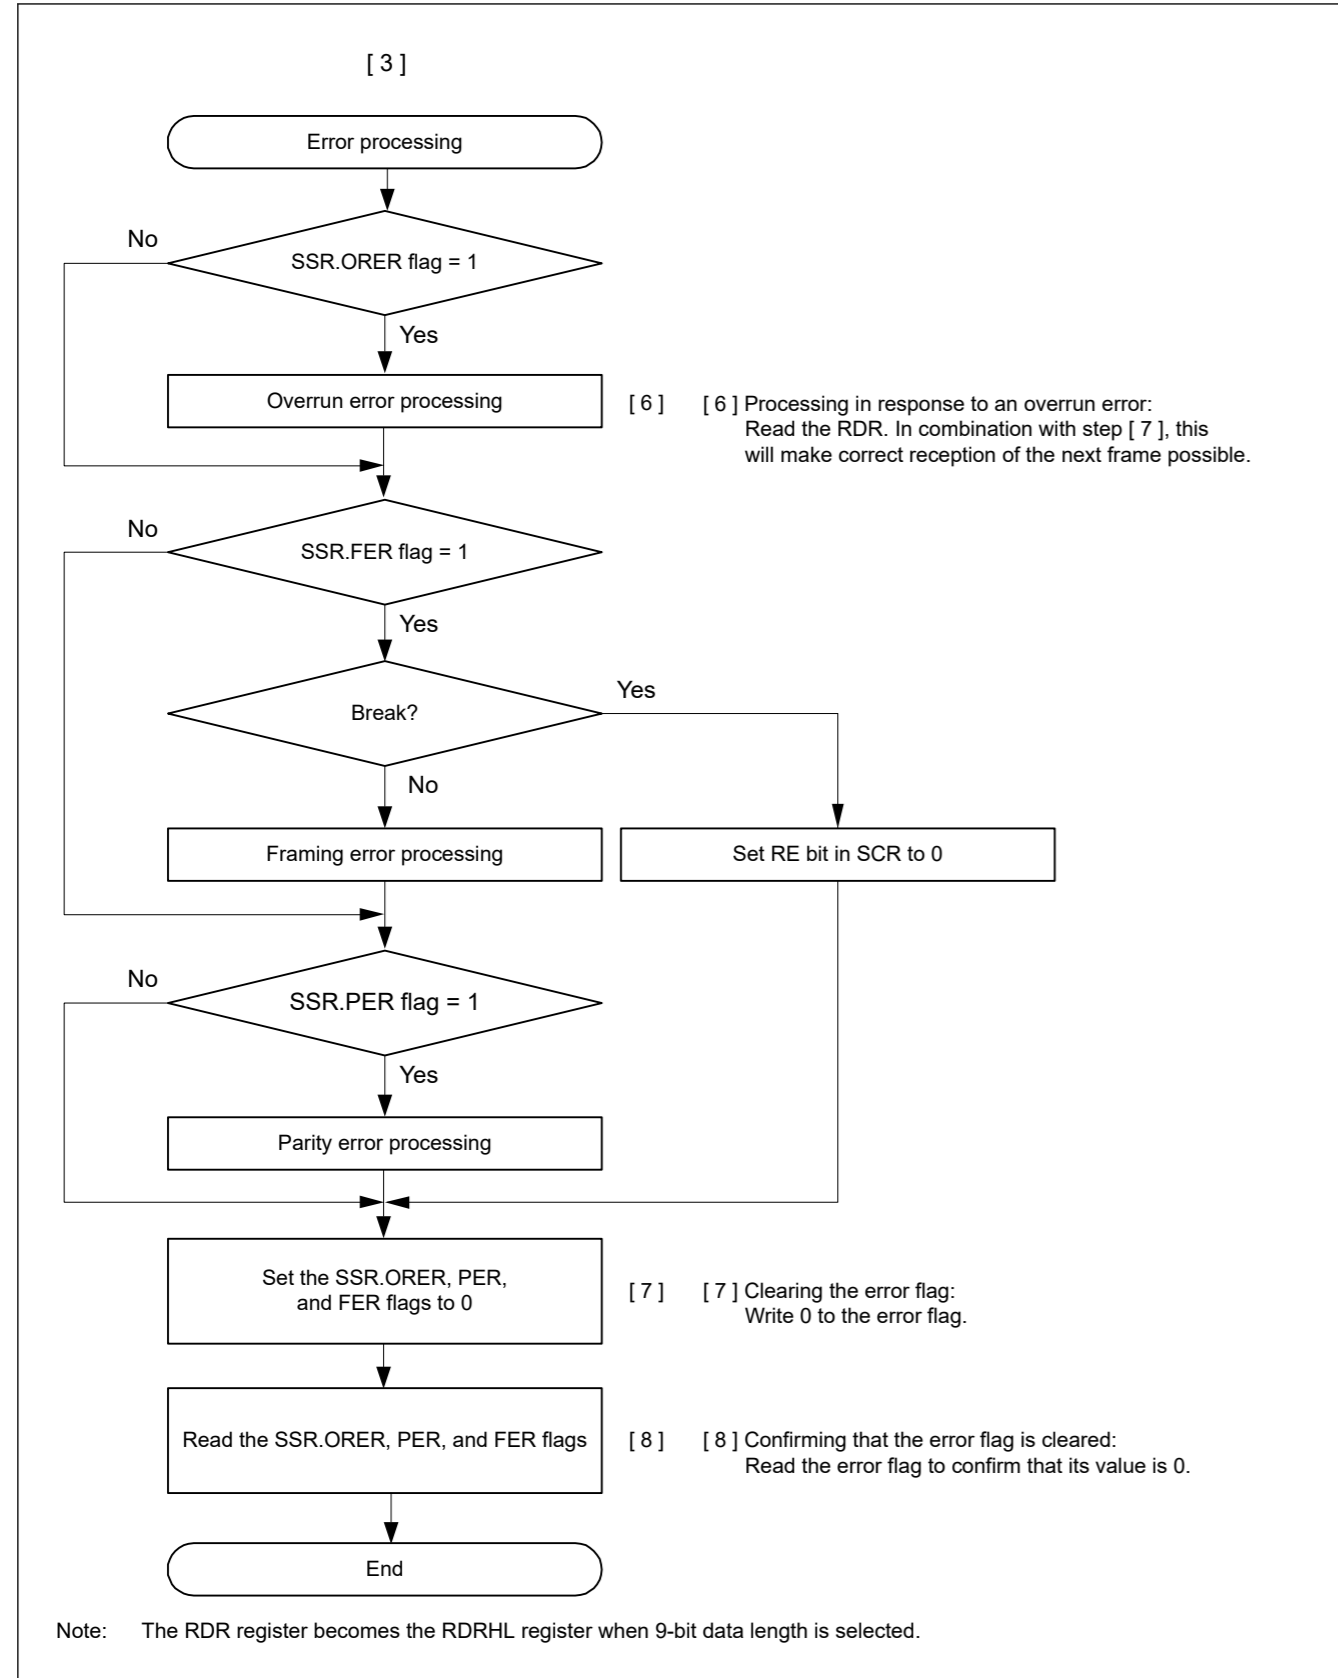 [ 3 ]
Error processing
No
SSR.ORER flag = 1
Yes
Overrun error processing
[ 6 ]
[ 6 ] Processing in response to an overrun error:
Read the RDR. In combination with step [ 7 ], this
will make correct reception of the next frame possible.
No
SSR.FER flag = 1
Yes
Break?
Yes
No
Framing error processing
Set RE bit in SCR to 0
No
SSR.PER flag = 1
Yes
Parity error processing
Set the SSR.ORER, PER,
and FER flags to 0
[ 7 ]
[ 7 ] Clearing the error flag:
Write 0 to the error flag.
Read the SSR.ORER, PER, and FER flags
[ 8 ]
[ 8 ] Confirming that the error flag is cleared:
Read the error flag to confirm that its value is 0.
End
Note: The RDR register becomes the RDRHL register when 9-bit data length is selected.